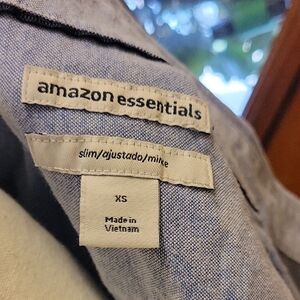 amazon essentials
slim/ajustado/mince
XS
Made in
Vietnam